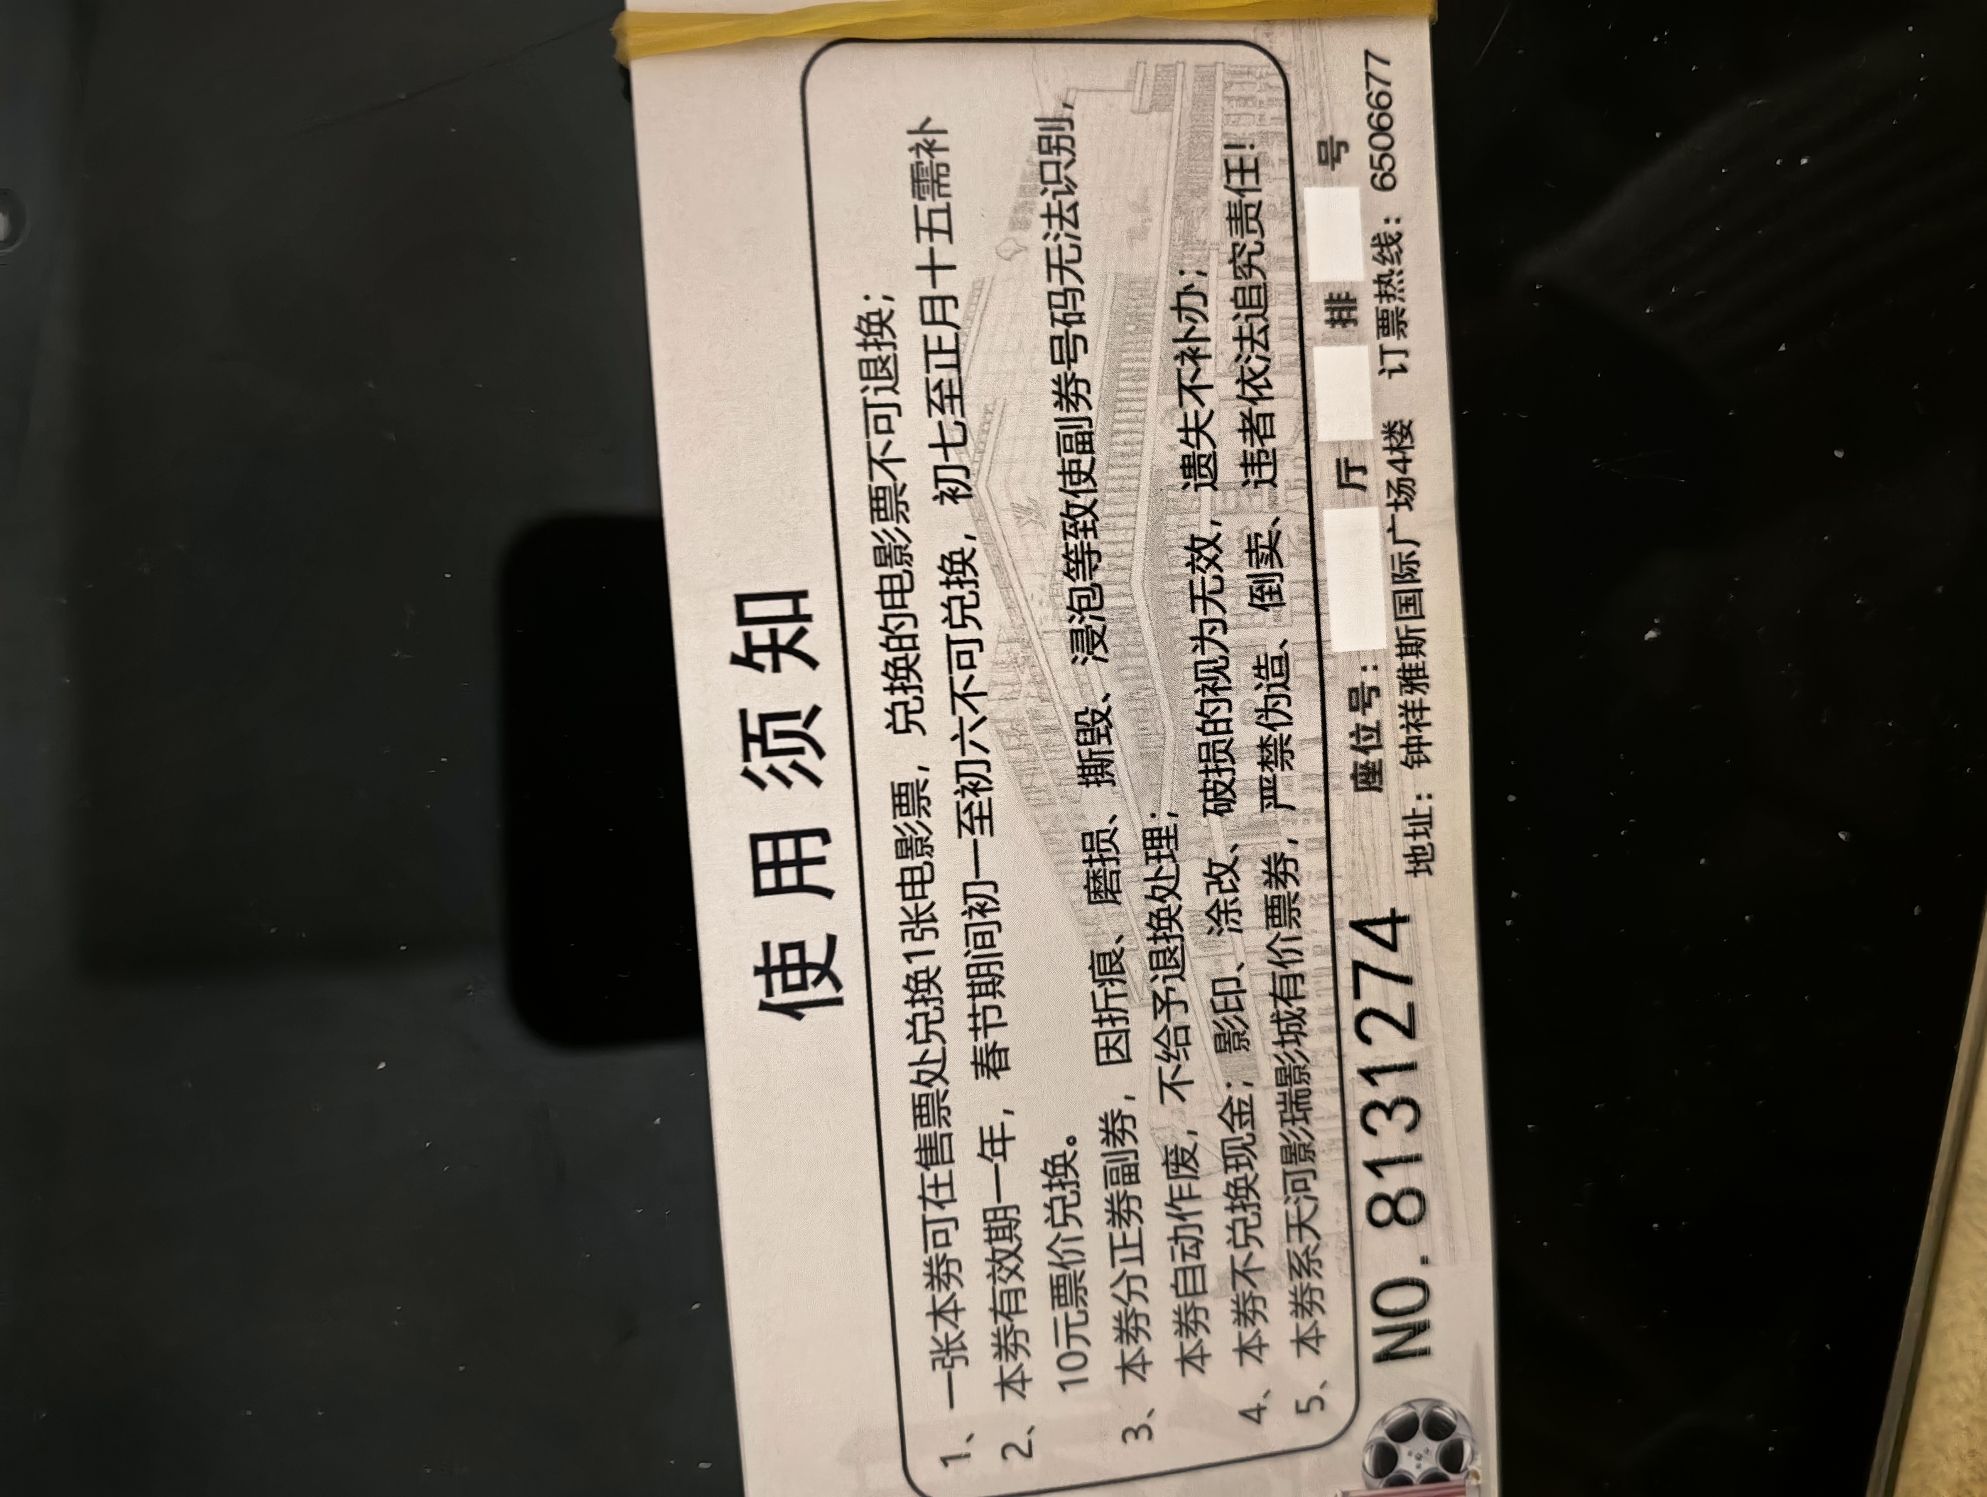 使用须知
1、一张本券可在售票处兑换1张电影票，兑换的电影票不可退换；
2、本券有效期一年，春节期间初一至初六不可兑换，初七至正月十五需补
10元票价兑换。
3、本券分正券副券，因折痕、磨损、撕毁、浸泡等致使副券号码无法识别，
本券自动作废，不给予退换处理；
4、本券不兑换现金；影印、涂改、破损的视为无效，遗失不补办；
5、本券系天河影瑞影城有价票券，严禁伪造、倒卖、违者依法追究责任！
NO.8131274
座位号： 厅 排 号
地址：钟祥雅斯国际广场4楼 订票热线：65066677